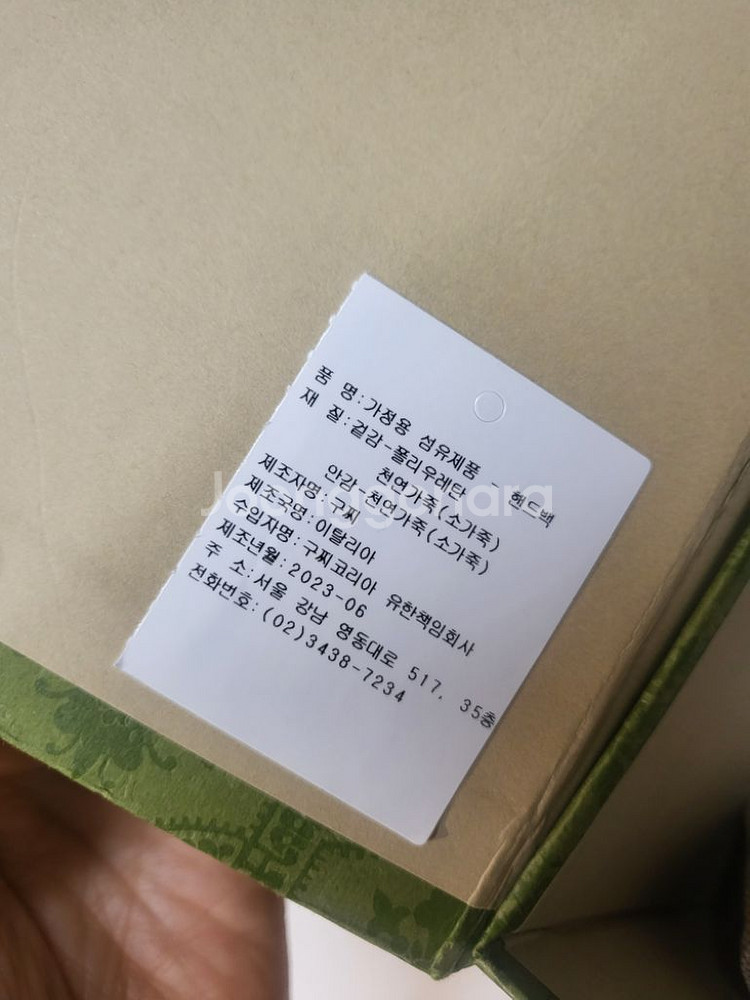 품 명:가정용 섬유제품 - 핸드백
재 질:겉감-폴리우레탄
천연가죽(소가죽)
안감-천연가죽(소가죽)
제조자명:구찌
제조국명:이탈리아
수입자명:구찌코리아 유한책임회사
제조년월:2023-06
주 소:서울 강남 영동대로 517, 35층
전화번호:(02)3438-7234
Joonggonara